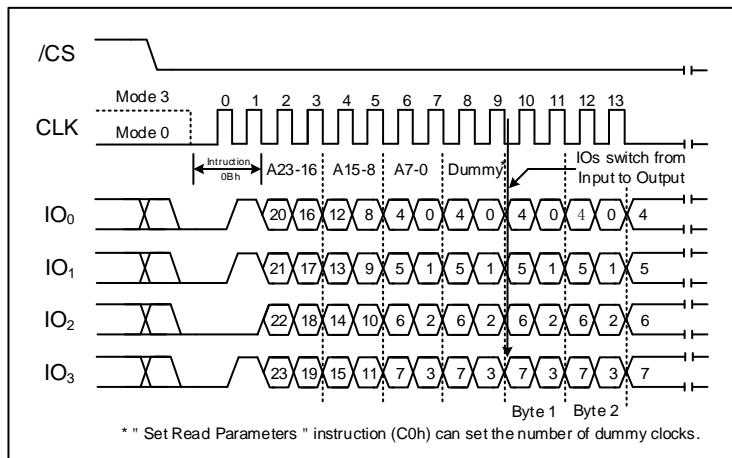 /CS
Mode 3
0 1 2 3 4 5 6 7 8 9 10 11 12 13
CLK
Mode 0
Intruction
0Bh
A23-16 A15-8 A7-0 Dummy*
IOs switch from
Input to Output
IO0 20 16 12 8 4 0 4 0 4 0 4 0 4
IO1 21 17 13 9 5 1 5 1 5 1 5 1 5
IO2 22 18 14 10 6 2 6 2 6 2 6 2 6
IO3 23 19 15 11 7 3 7 3 7 3 7 3 7
Byte 1 Byte 2
* " Set Read Parameters " instruction (C0h) can set the number of dummy clocks.